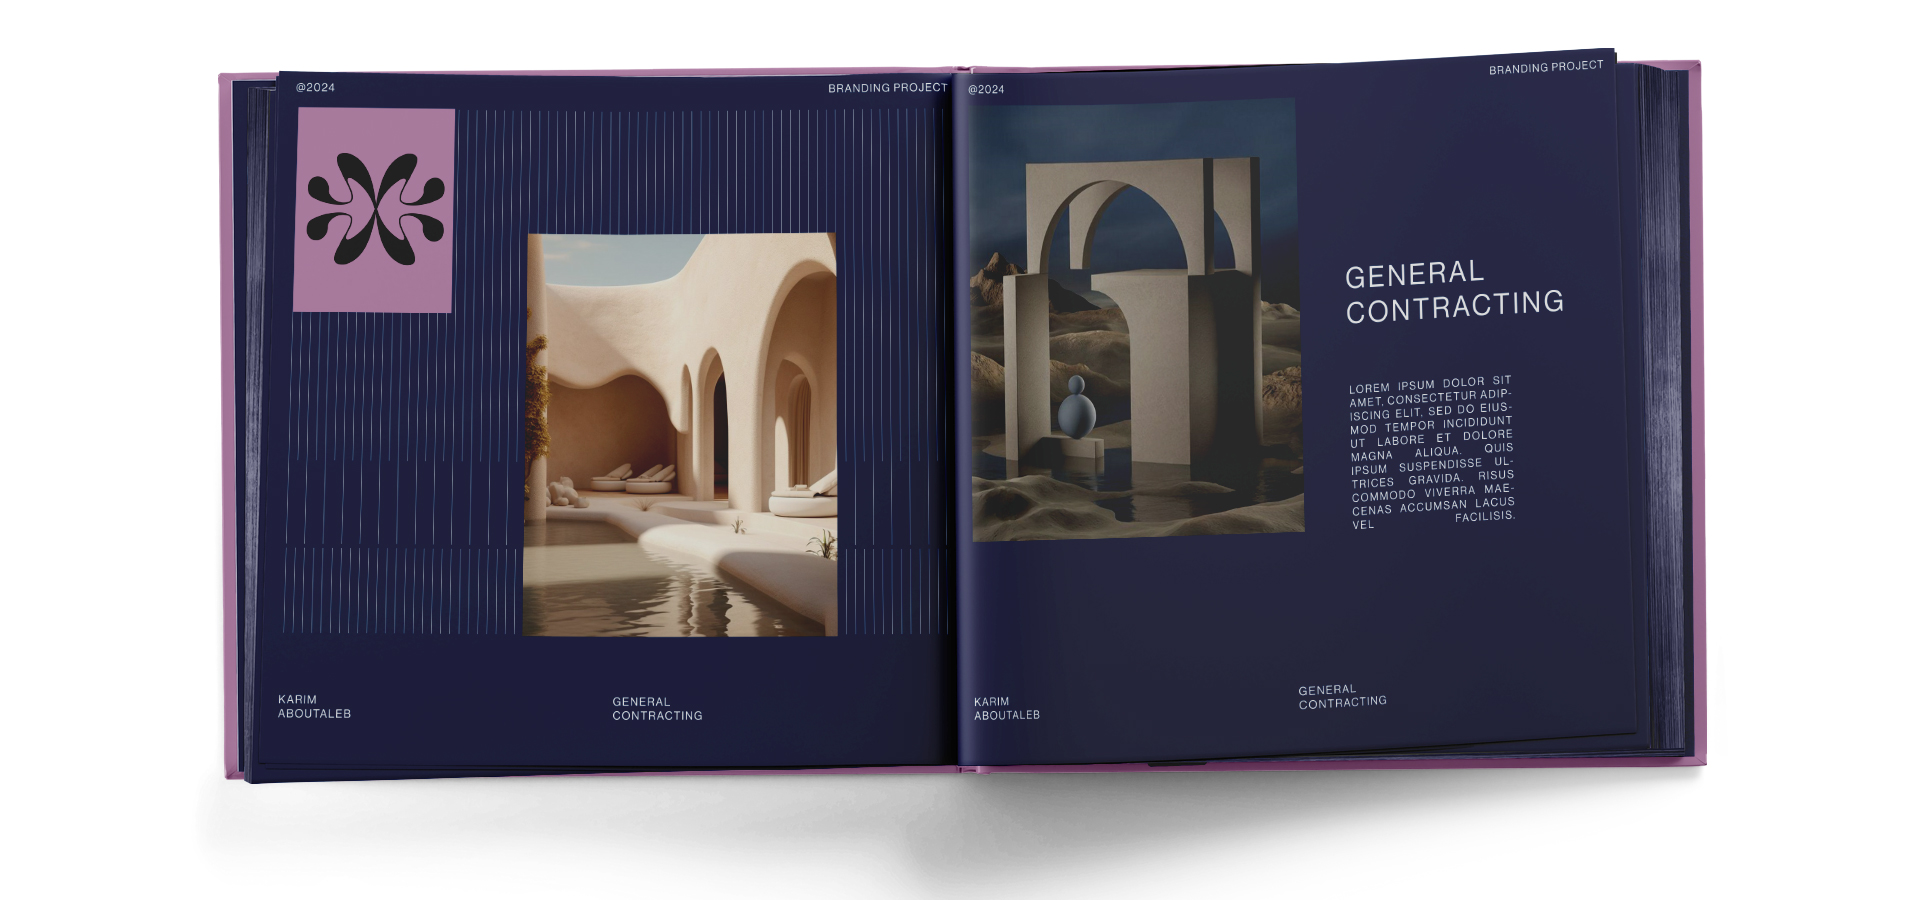 @2024
BRANDING PROJECT
KARIM
ABOUTALEB
GENERAL
CONTRACTING
@2024
BRANDING PROJECT
GENERAL
CONTRACTING
LOREM IPSUM DOLOR SIT
AMET, CONSECTETUR ADIP-
ISCING ELIT, SED DO EIUS-
MOD TEMPOR INCIDIDUNT
UT LABORE ET DOLORE
MAGNA ALIQUA. QUIS
IPSUM SUSPENDISSE UL-
TRICES GRAVIDA. RISUS
COMMODO VIVERRA MAE-
CENAS ACCUMSAN LACUS
VEL FACILISIS.
KARIM
ABOUTALEB
GENERAL
CONTRACTING